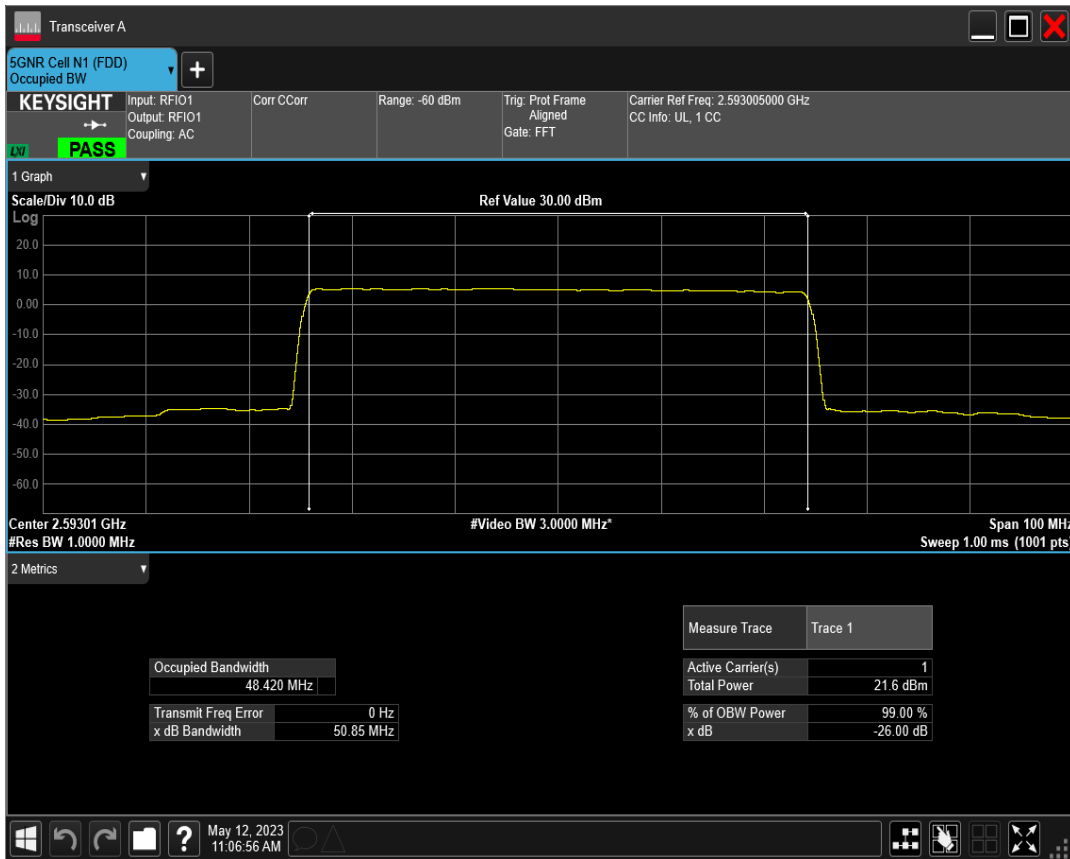 Transceiver A
5GNR Cell N1 (FDD)
Occupied BW
+
KEYSIGHT
LXI
PASS
Input: RFIO1
Output: RFIO1
Coupling: AC
Corr CCorr
Range: -60 dBm
Trig: Prot Frame
Aligned
Gate: FFT
Carrier Ref Freq: 2.593005000 GHz
CC Info: UL, 1 CC
1 Graph
Scale/Div 10.0 dB
Ref Value 30.00 dBm
Log
20.0
10.0
0.00
-10.0
-20.0
-30.0
-40.0
-50.0
-60.0
Center 2.59301 GHz
#Video BW 3.0000 MHz*
Span 100 MHz
#Res BW 1.0000 MHz
Sweep 1.00 ms (1001 pts)
2 Metrics
Measure Trace Trace 1
Occupied Bandwidth
48.420 MHz
Active Carrier(s) 1
Total Power 21.6 dBm
Transmit Freq Error 0 Hz
x dB Bandwidth 50.85 MHz
% of OBW Power 99.00 %
x dB -26.00 dB
?
May 12, 2023
11:06:56 AM